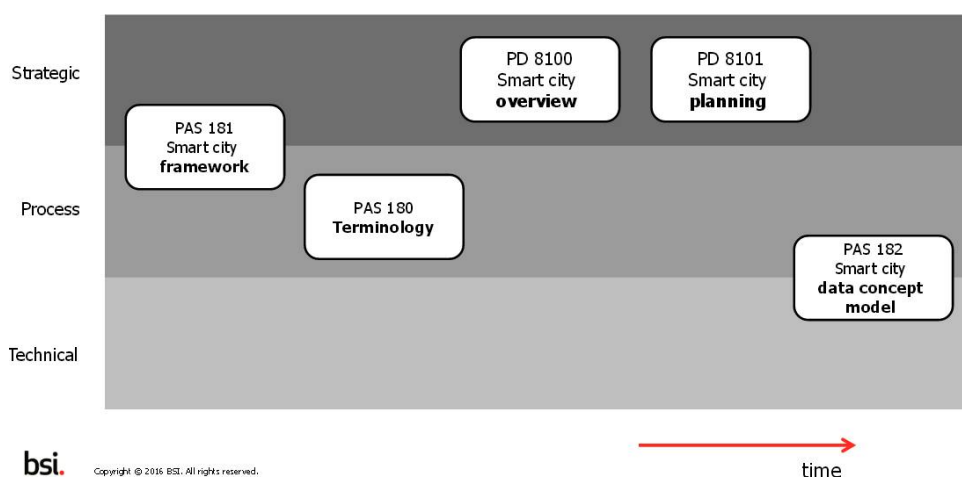 Strategic
PD 8100
Smart city
overview
PD 8101
Smart city
planning
PAS 181
Smart city
framework
Process
PAS 180
Terminology
PAS 182
Smart city
data concept
model
Technical
bsi.
Copyright © 2016 BSI. All rights reserved.
time